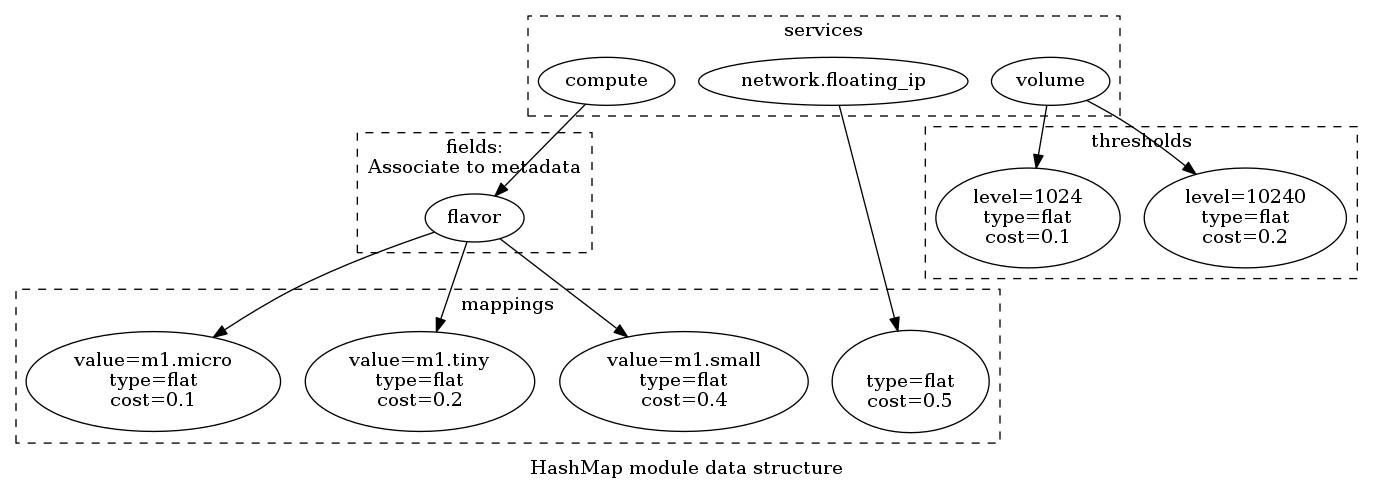 services
compute
network.floating_ip
volume
fields:
Associate to metadata
flavor
thresholds
level=1024
type=flat
cost=0.1
level=10240
type=flat
cost=0.2
mappings
value=m1.micro
type=flat
cost=0.1
value=m1.tiny
type=flat
cost=0.2
value=m1.small
type=flat
cost=0.4
type=flat
cost=0.5
HashMap module data structure